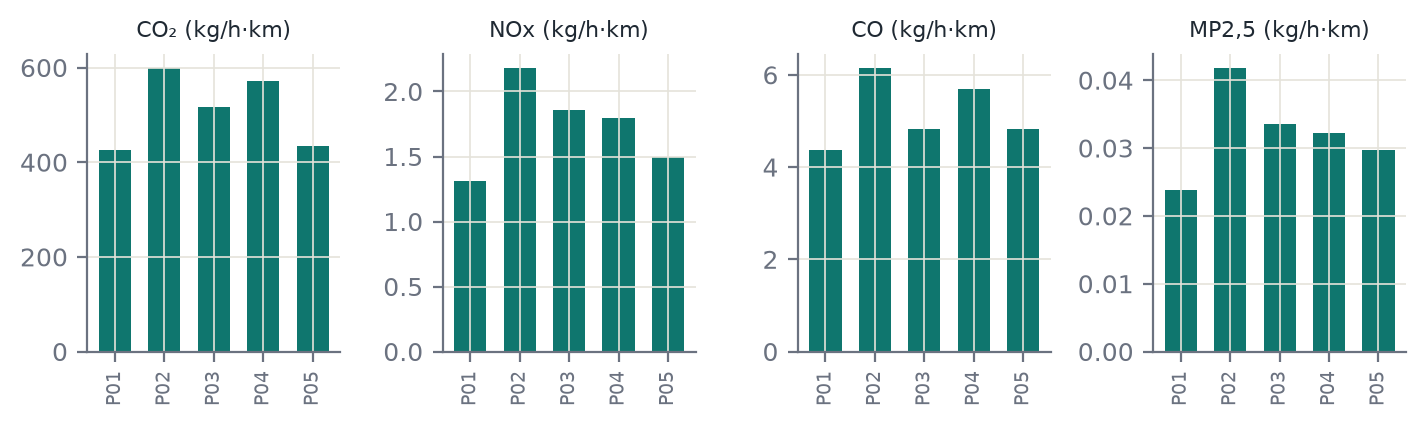 CO₂ (kg/h·km)
600
400
200
0
P01
P02
P03
P04
P05
NOx (kg/h·km)
2.0
1.5
1.0
0.5
0.0
P01
P02
P03
P04
P05
CO (kg/h·km)
6
4
2
0
P01
P02
P03
P04
P05
MP2,5 (kg/h·km)
0.04
0.03
0.02
0.01
0.00
P01
P02
P03
P04
P05